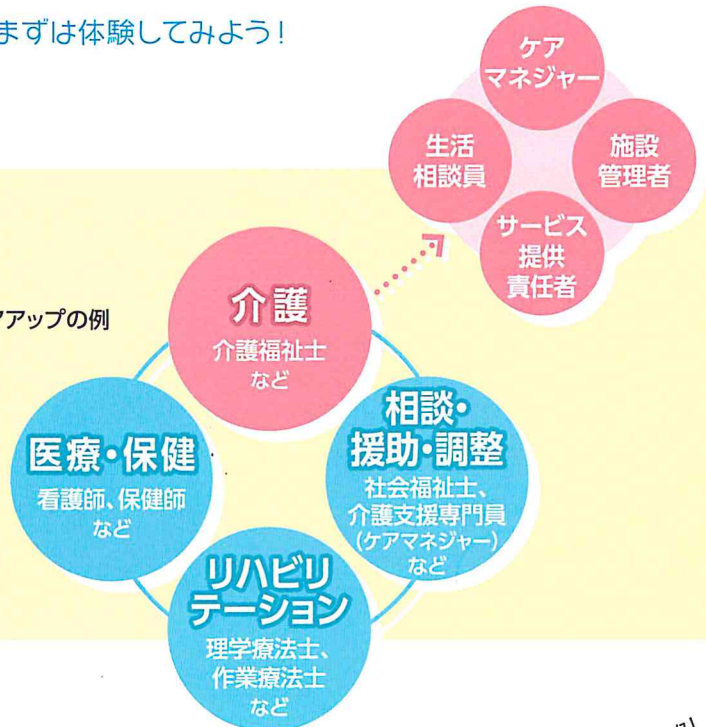 まずは体験してみよう！
ケア
マネジャー
生活
相談員
施設
管理者
サービス
提供
責任者
アアップの例
介護
介護福祉士
など
医療・保健
看護師、保健師
など
相談・
援助・調整
社会福祉士、
介護支援専門員
(ケアマネジャー)
など
リハビリ
テーション
理学療法士、
作業療法士
など